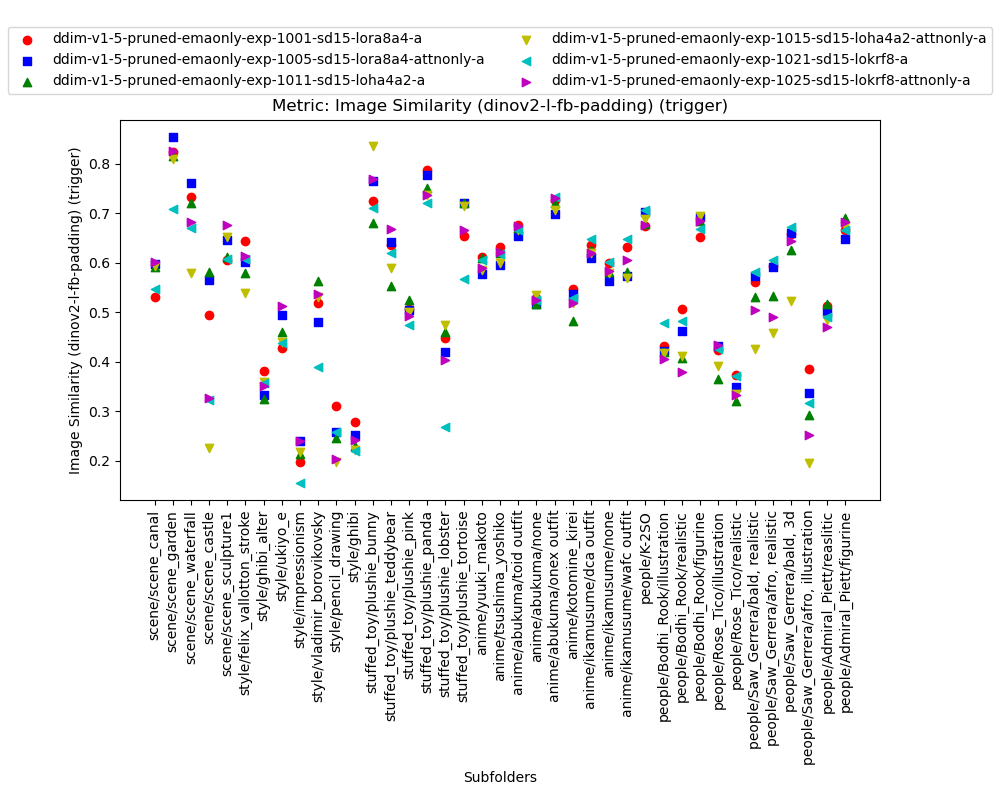 ddim-v1-5-pruned-emaonly-exp-1001-sd15-lora8a4-a
ddim-v1-5-pruned-emaonly-exp-1005-sd15-lora8a4-attnonly-a
ddim-v1-5-pruned-emaonly-exp-1011-sd15-loha4a2-a
ddim-v1-5-pruned-emaonly-exp-1015-sd15-loha4a2-attnonly-a
ddim-v1-5-pruned-emaonly-exp-1021-sd15-lokrf8-a
ddim-v1-5-pruned-emaonly-exp-1025-sd15-lokrf8-attnonly-a
Metric: Image Similarity (dinov2-l-fb-padding) (trigger)
Image Similarity (dinov2-l-fb-padding) (trigger)
0.8
0.7
0.6
0.5
0.4
0.3
0.2
scene/scene_canal
scene/scene_garden
scene/scene_waterfall
scene/scene_castle
scene/scene_sculpture1
style/felix_vallotton_stroke
style/ghibi_alter
style/ukiyo_e
style/impressionism
style/vladimir_borovikovsky
style/pencil_drawing
style/ghibi
stuffed_toy/plushie_bunny
stuffed_toy/plushie_teddybear
stuffed_toy/plushie_pink
stuffed_toy/plushie_panda
stuffed_toy/plushie_lobster
stuffed_toy/plushie_tortoise
anime/yuuki_makoto
anime/tsushima_yoshiko
anime/abukuma/toid outfit
anime/abukuma/none
anime/abukuma/onex outfit
anime/kotomine_kirei
anime/ikamusume/dca outfit
anime/ikamusume/none
anime/ikamusume/wafc outfit
people/K-2SO
people/Bodhi_Rook/illustration
people/Bodhi_Rook/realistic
people/Bodhi_Rook/figurine
people/Rose_Tico/illustration
people/Rose_Tico/realistic
people/Saw_Gerrera/bald, realistic
people/Saw_Gerrera/afro, realistic
people/Saw_Gerrera/bald, 3d
people/Saw_Gerrera/afro, illustration
people/Admiral_Piett/reaslitic
people/Admiral_Piett/figurine
Subfolders